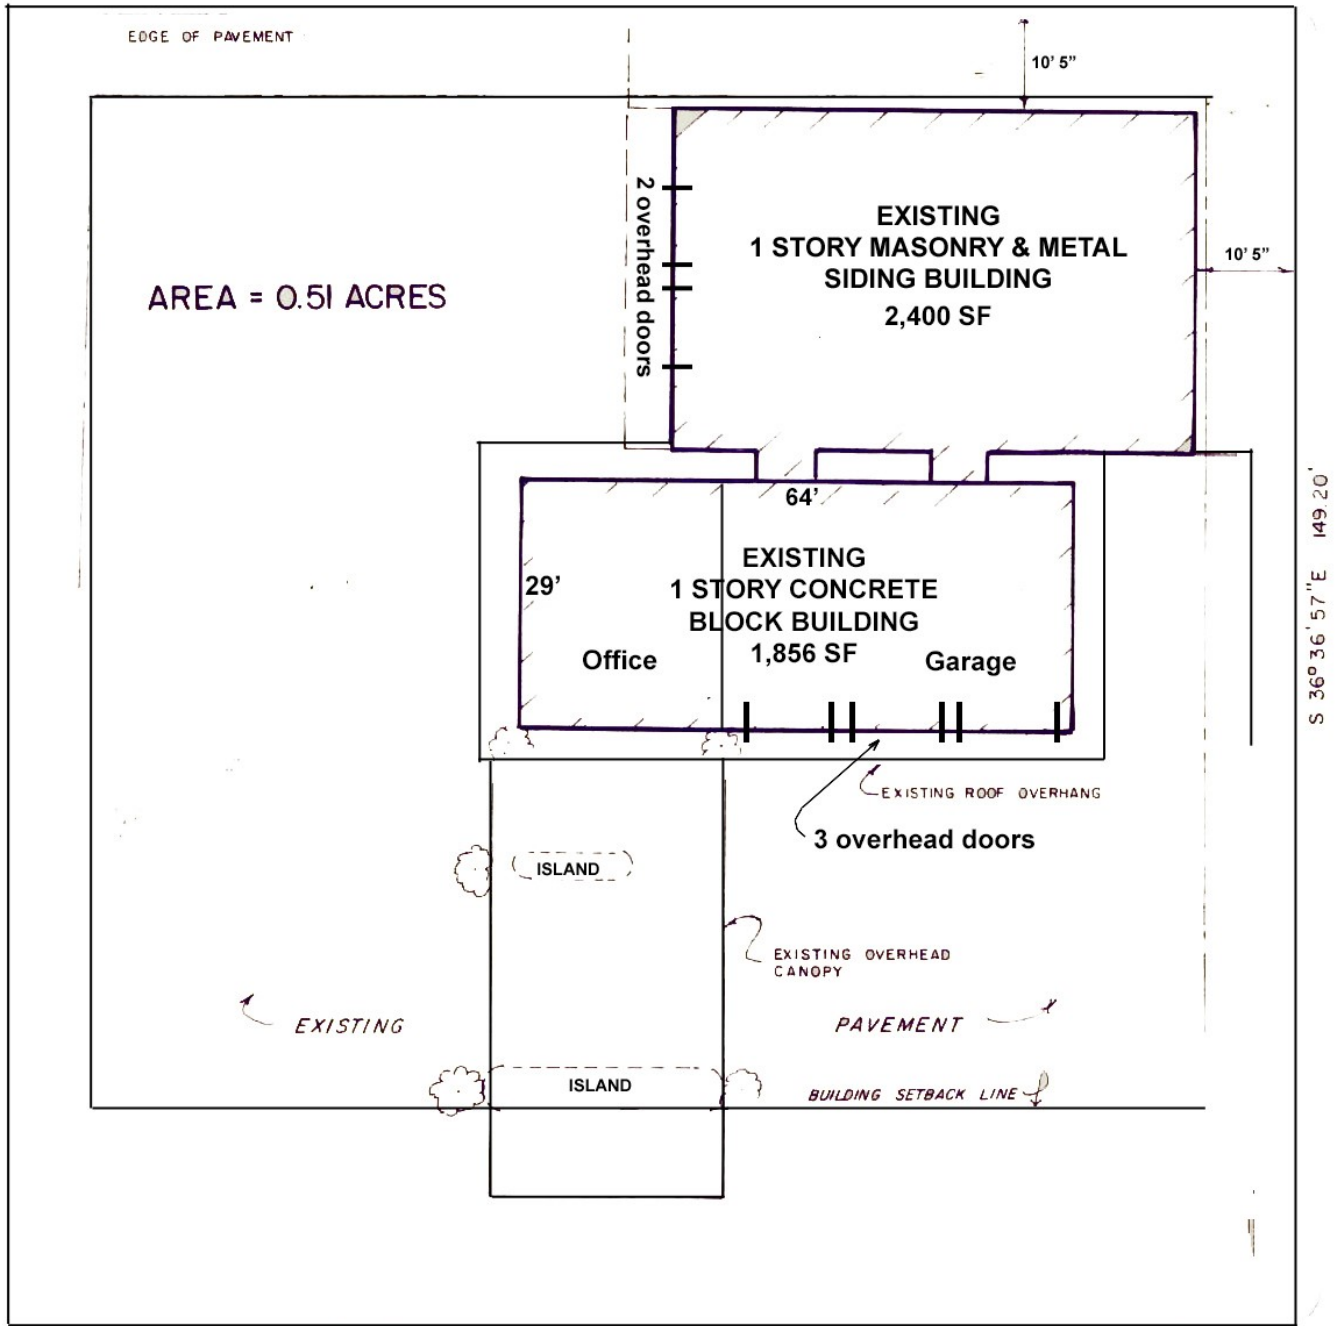 EDGE OF PAVEMENT
10' 5"
2 overhead doors
EXISTING
1 STORY MASONRY & METAL
SIDING BUILDING
2,400 SF
10' 5"
AREA = 0.51 ACRES
64'
29'
EXISTING
1 STORY CONCRETE
BLOCK BUILDING
1,856 SF
Office
Garage
S 36° 36' 57" E 149.20'
EXISTING ROOF OVERHANG
3 overhead doors
ISLAND
EXISTING OVERHEAD
CANOPY
EXISTING
PAVEMENT
ISLAND
BUILDING SETBACK LINE